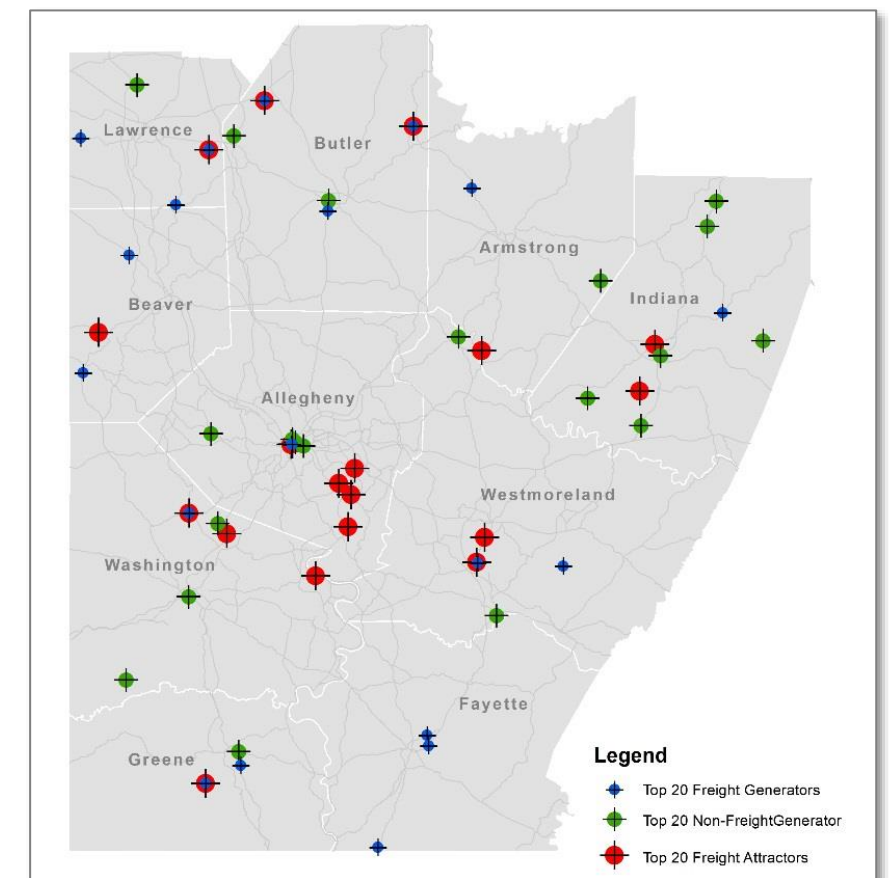 Lawrence
Butler
Armstrong
Indiana
Beaver
Allegheny
Westmoreland
Washington
Fayette
Greene
Legend
Top 20 Freight Generators
Top 20 Non-FreightGenerator
Top 20 Freight Attractors